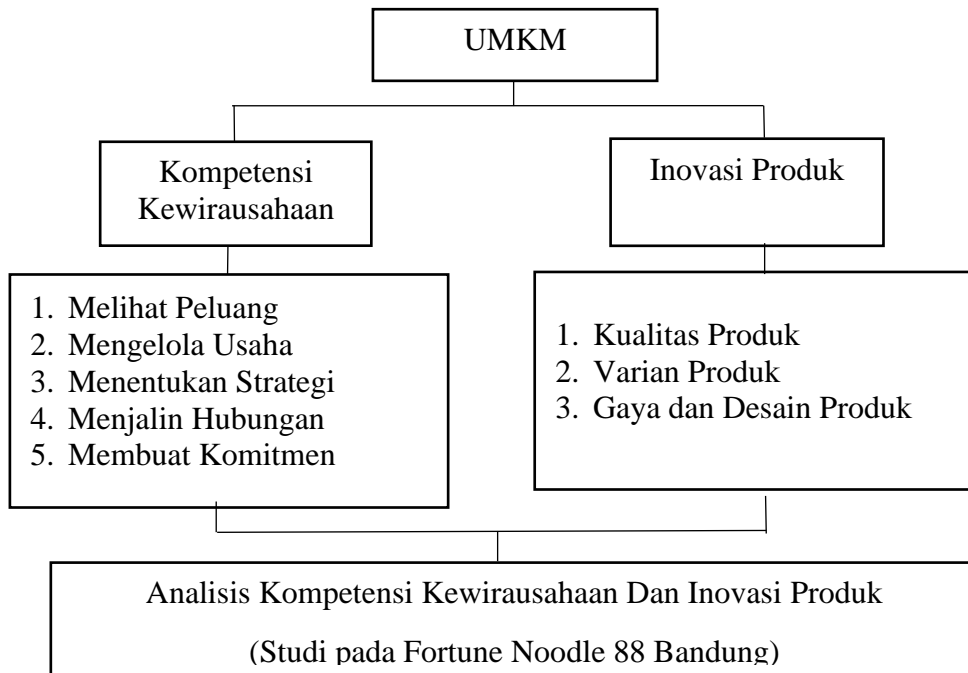 UMKM
Kompetensi
Kewirausahaan
Inovasi Produk
1. Melihat Peluang
2. Mengelola Usaha
3. Menentukan Strategi
4. Menjalin Hubungan
5. Membuat Komitmen
1. Kualitas Produk
2. Varian Produk
3. Gaya dan Desain Produk
Analisis Kompetensi Kewirausahaan Dan Inovasi Produk
(Studi pada Fortune Noodle 88 Bandung)